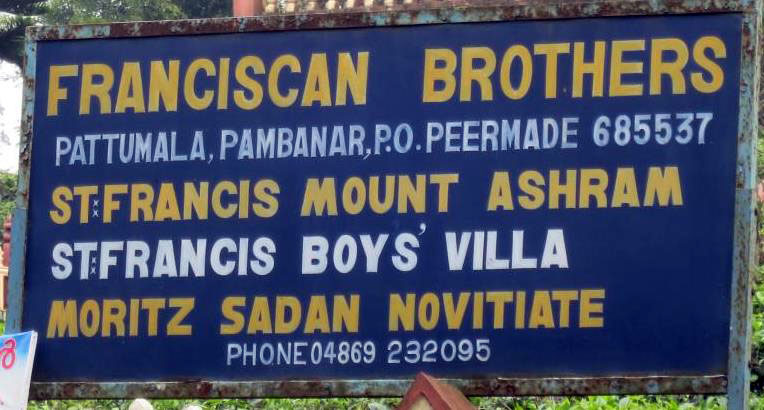 FRANCISCAN BROTHERS
PATTUMALA, PAMBANAR, P.O. PEERMADE 685537
ST: FRANCIS MOUNT ASHRAM
ST: FRANCIS BOYS' VILLA
MORITZ SADAN NOVITIATE
PHONE 04869 232095